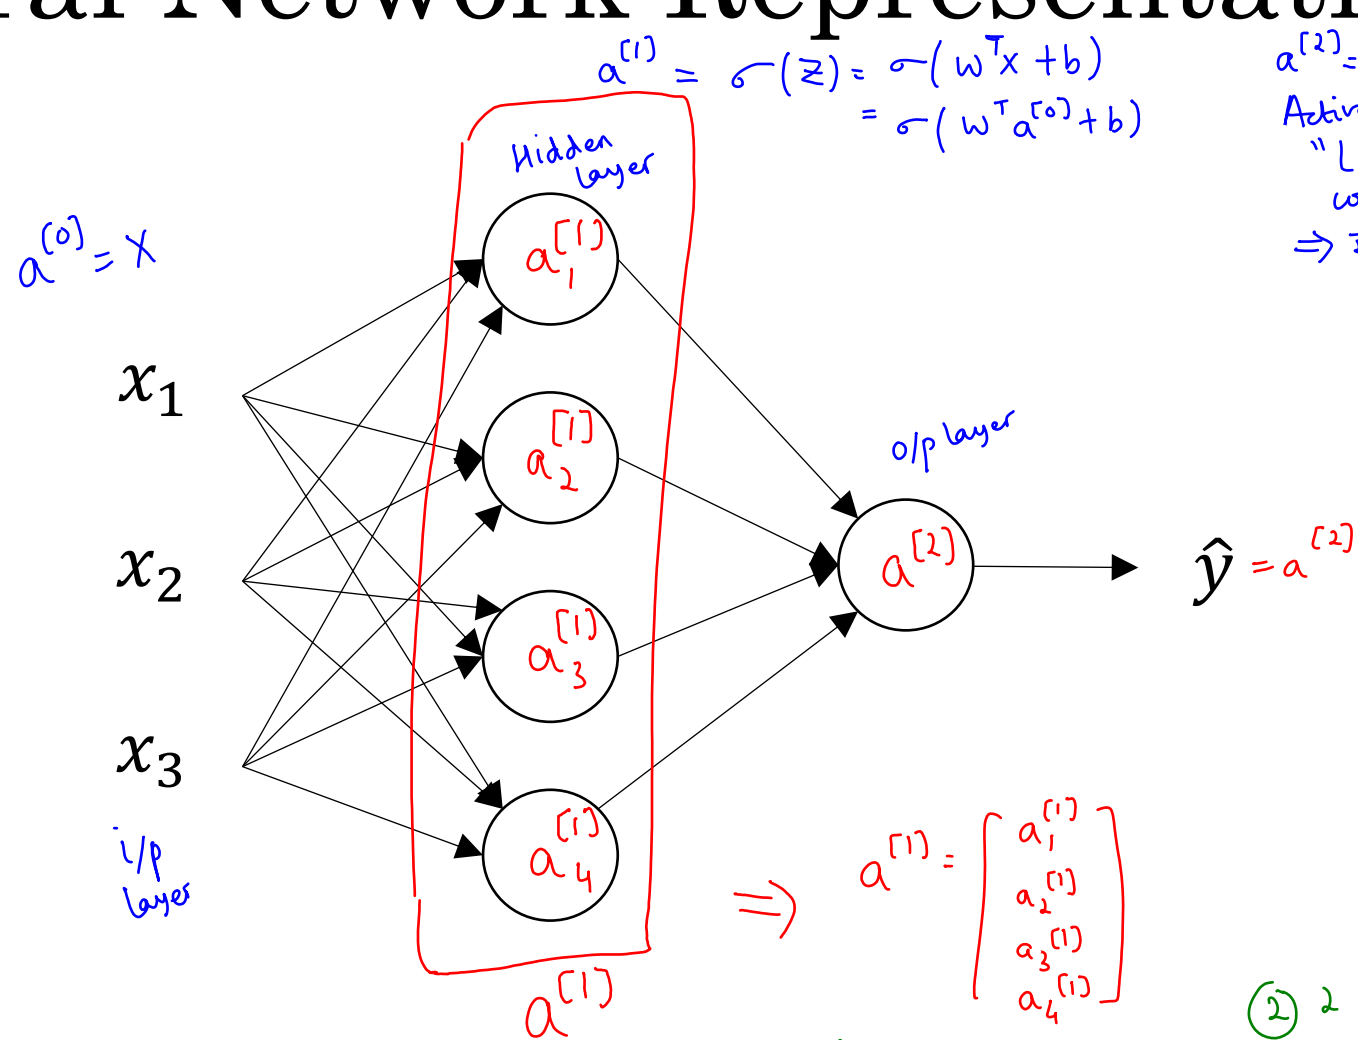 a^[1] = σ(z) = σ(w^T x + b)
= σ(w^T a^[0] + b)
a^[2] =
Hidden
layer
a^[0] = X
a_1^[1]
x_1
a_2^[1]
o/p layer
x_2
a^[2]
ŷ = a^[2]
a_3^[1]
x_3
i/p
layer
a_4^[1]
⇒ a^[1] = [ a_1^[1]
a_2^[1]
a_3^[1]
a_4^[1] ]
a^[1]
2 2